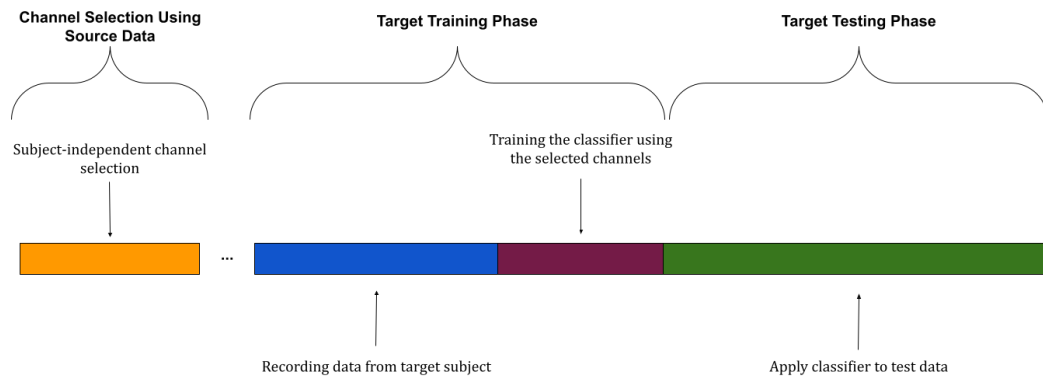 Channel Selection Using
Source Data
Target Training Phase
Target Testing Phase
Subject-independent channel
selection
Training the classifier using
the selected channels
...
Recording data from target subject
Apply classifier to test data